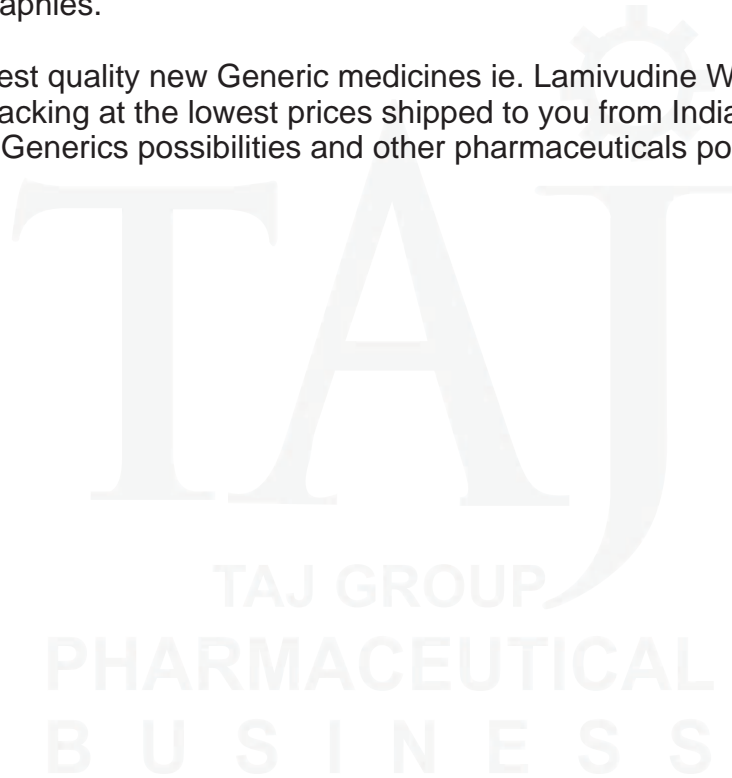 aphies.
est quality new Generic medicines ie. Lamivudine W
acking at the lowest prices shipped to you from India
Generics possibilities and other pharmaceuticals po
TAJ
TAJ GROUP
PHARMACEUTICAL
BUSINESS